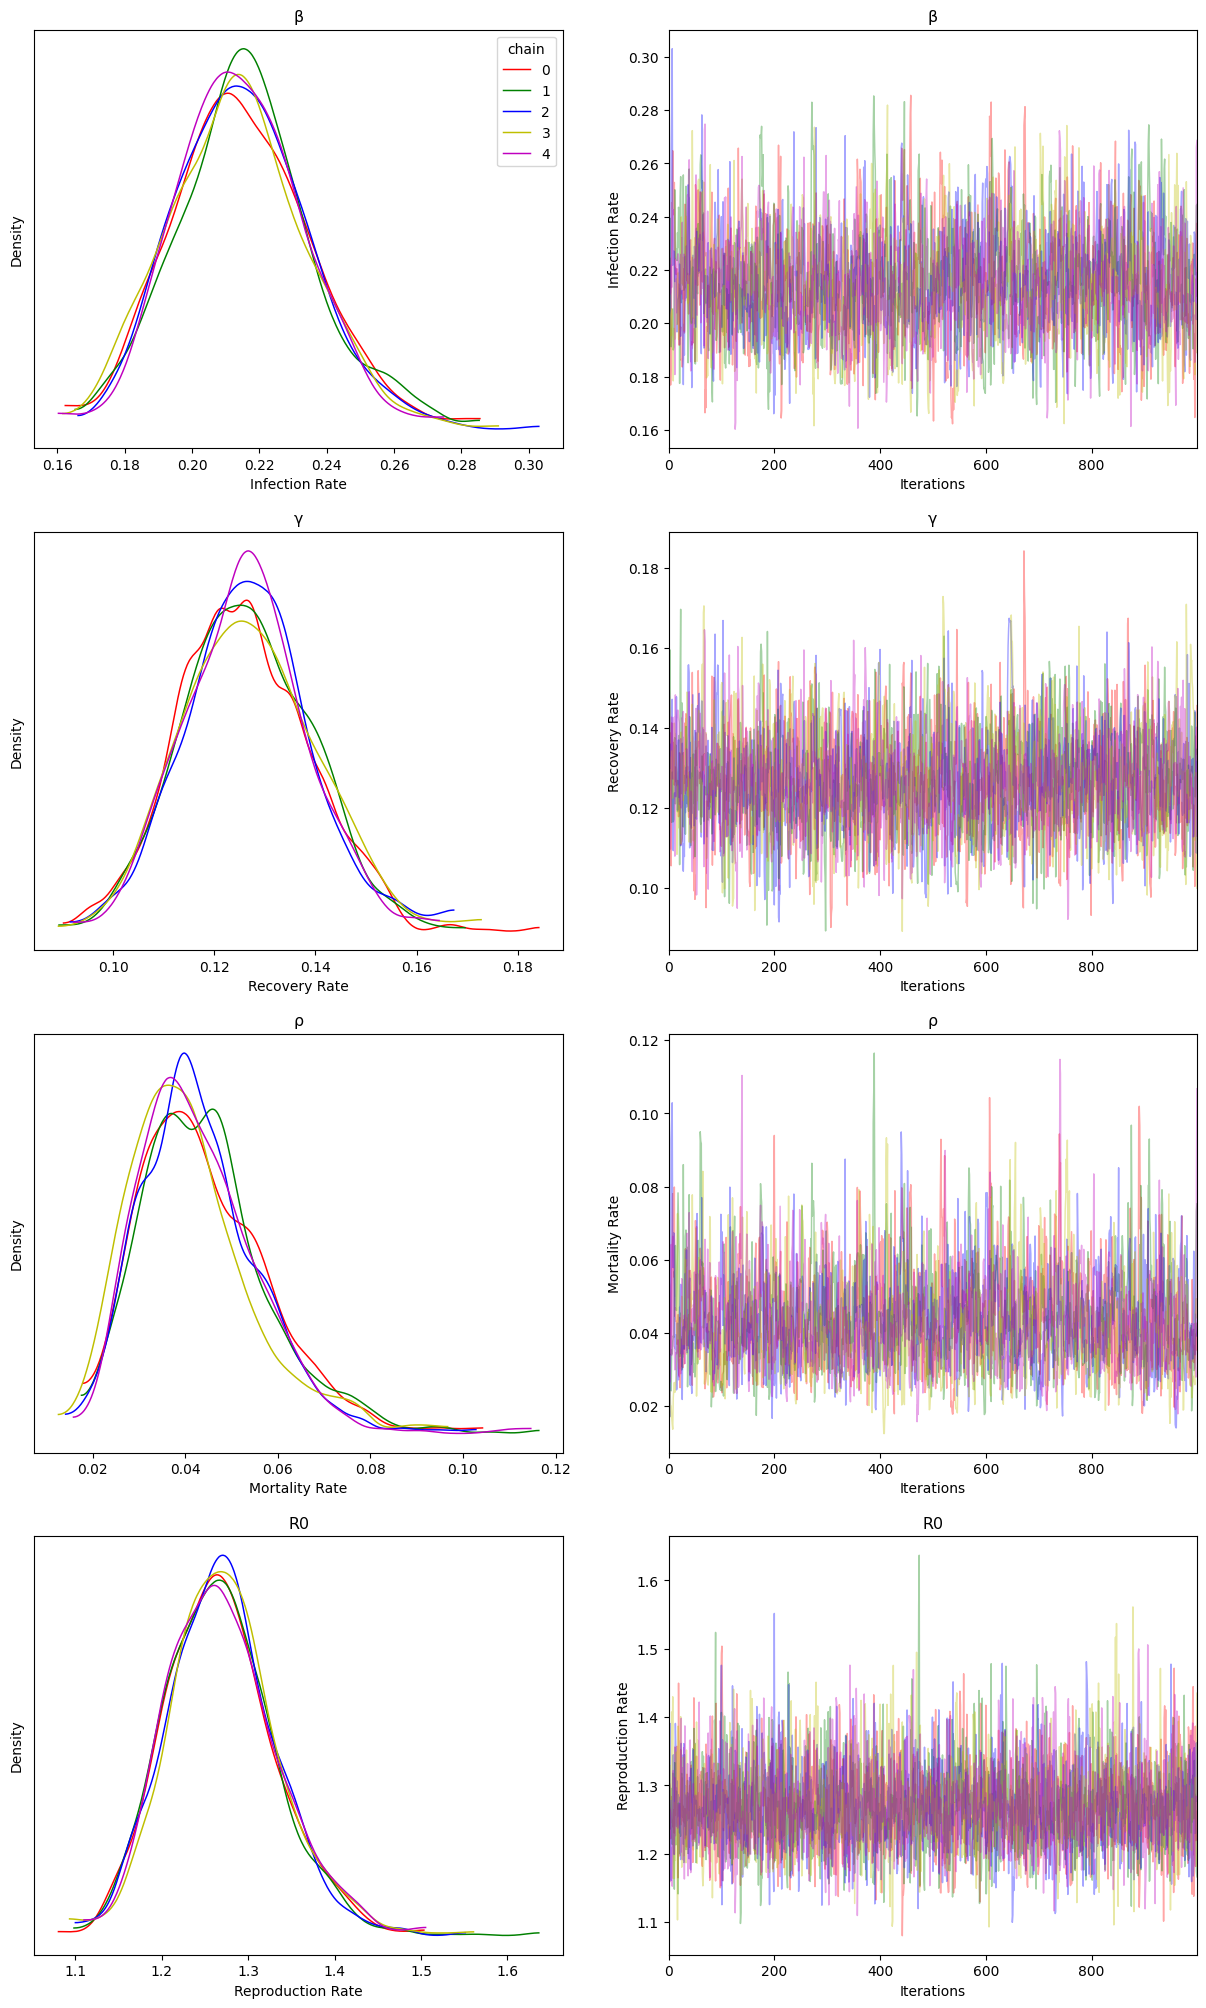 β
chain
0
1
2
3
4
Density
0.16 0.18 0.20 0.22 0.24 0.26 0.28 0.30
Infection Rate
β
0.30
0.28
0.26
0.24
0.22
0.20
0.18
0.16
Infection Rate
0 200 400 600 800
Iterations
γ
Density
0.10 0.12 0.14 0.16 0.18
Recovery Rate
γ
0.18
0.16
0.14
0.12
0.10
Recovery Rate
0 200 400 600 800
Iterations
ρ
Density
0.02 0.04 0.06 0.08 0.10 0.12
Mortality Rate
ρ
0.12
0.10
0.08
0.06
0.04
0.02
Mortality Rate
0 200 400 600 800
Iterations
R0
Density
1.1 1.2 1.3 1.4 1.5 1.6
Reproduction Rate
R0
1.6
1.5
1.4
1.3
1.2
1.1
Reproduction Rate
0 200 400 600 800
Iterations